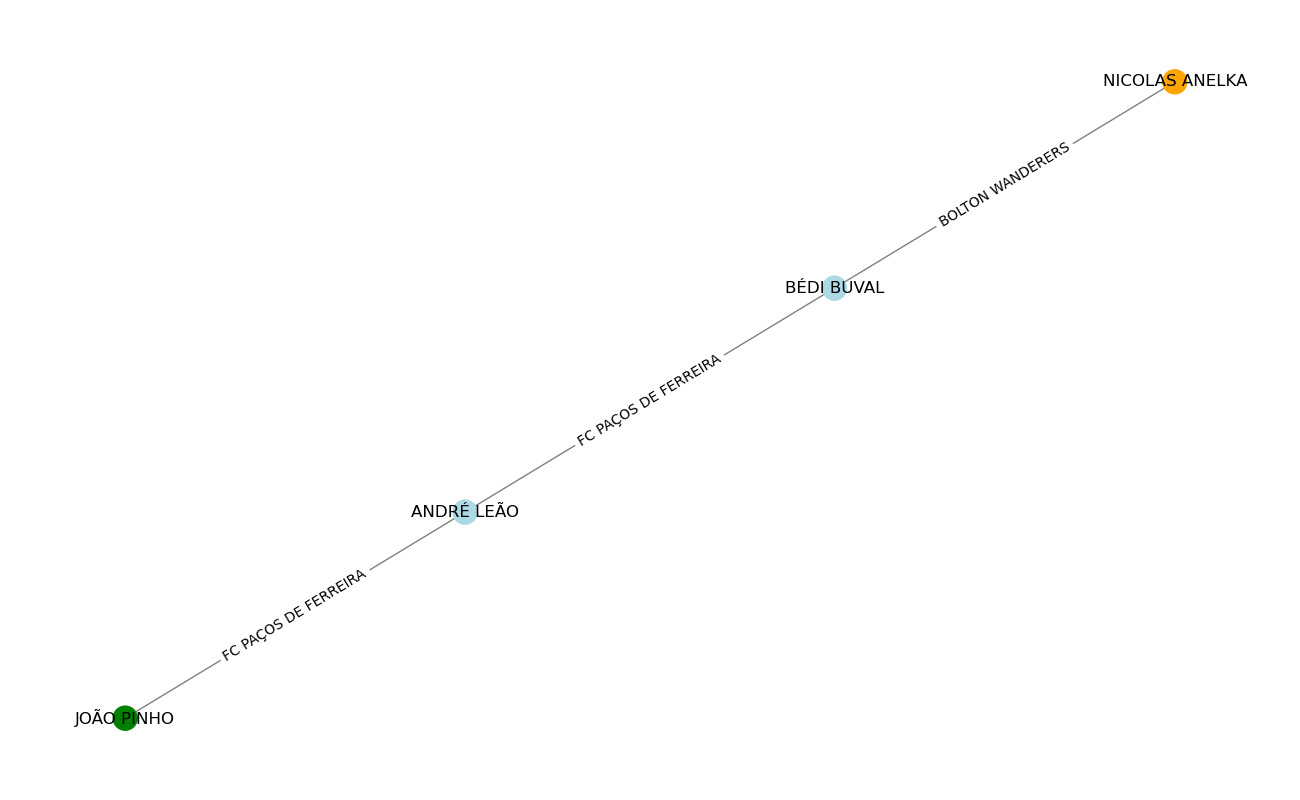 NICOLAS ANELKA
BOLTON WANDERERS
BÉDI BUVAL
FC PAÇOS DE FERREIRA
ANDRÉ LEÃO
FC PAÇOS DE FERREIRA
JOÃO PINHO